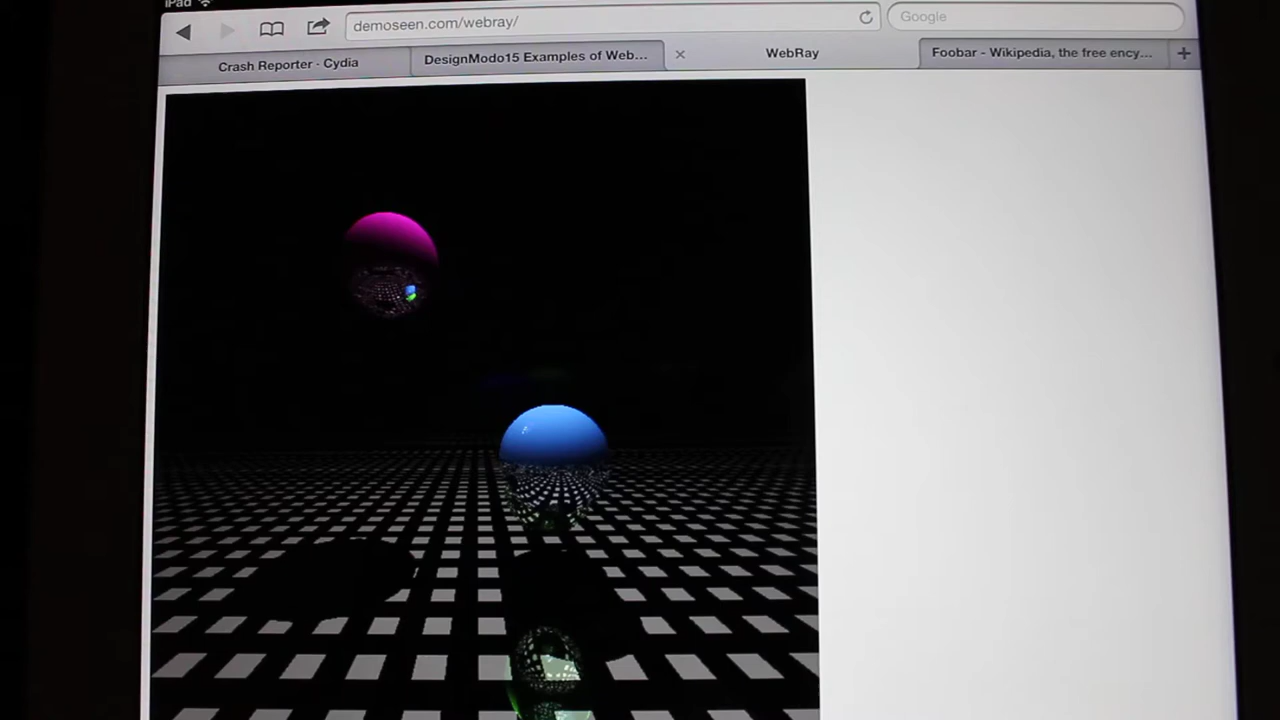 iPad
demoseen.com/webray/
Google
Crash Reporter · Cydia
DesignModo15 Examples of Web...
WebRay
Foobar - Wikipedia, the free ency...